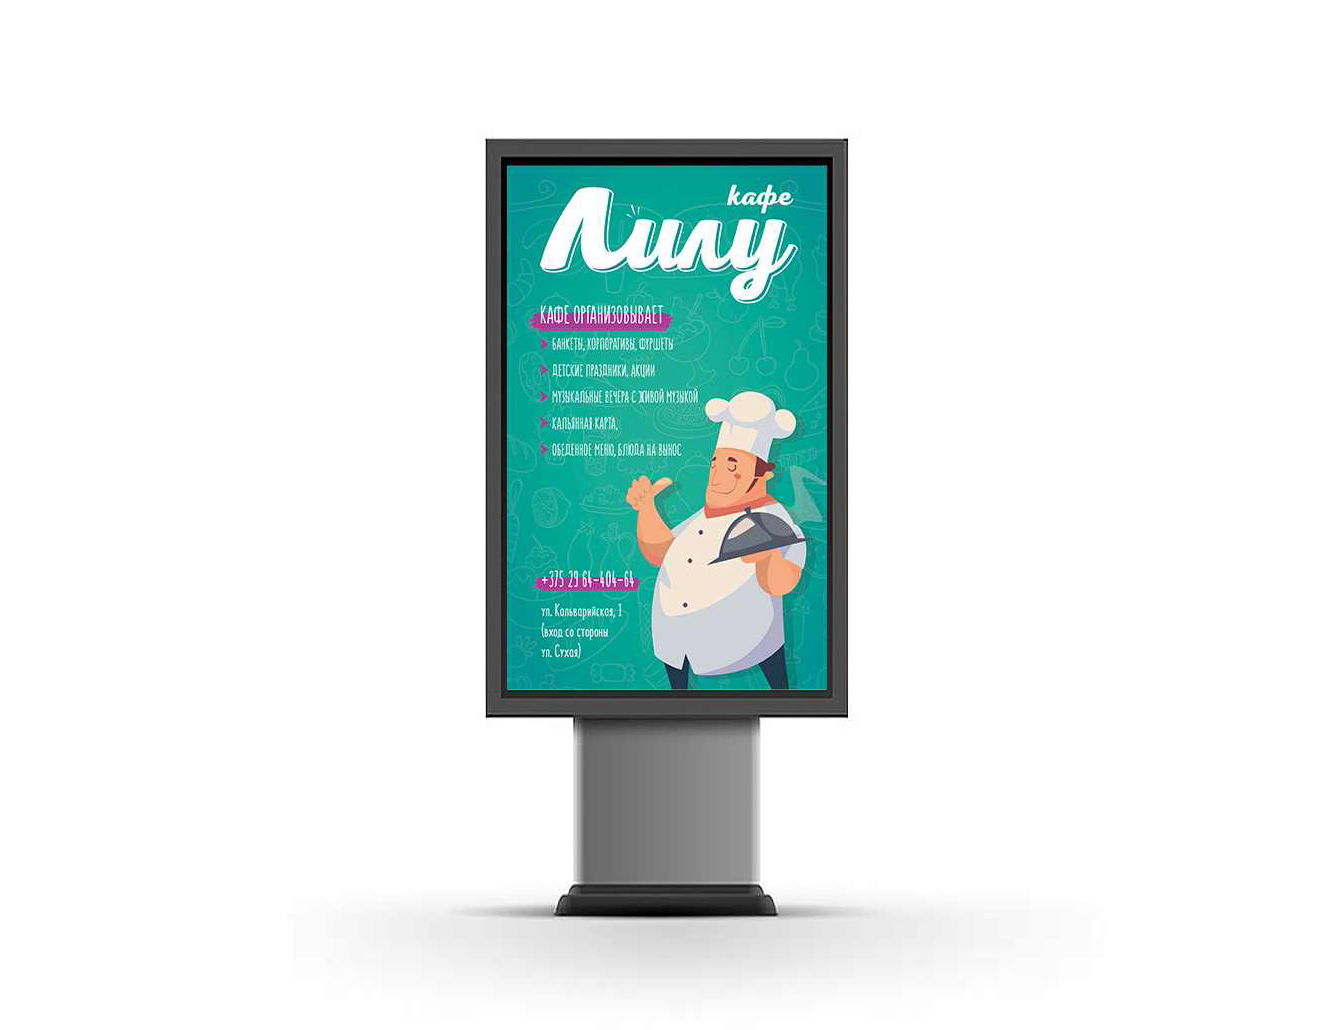 кафе
Лилу
КАФЕ ОРГАНИЗОВЫВАЕТ
БАНКЕТЫ, КОРПОРАТИВЫ, ФУРШЕТЫ
ДЕТСКИЕ ПРАЗДНИКИ, АКЦИИ
МУЗЫКАЛЬНЫЕ ВЕЧЕРА С ЖИВОЙ МУЗЫКОЙ
КАЛЬЯННАЯ КАРТА,
ОБЕДЕННОЕ МЕНЮ, БЛЮДА НА ВЫНОС
+375 29 64-404-64
ул. Кальварийская, 1
(вход со стороны
ул. Сухая)